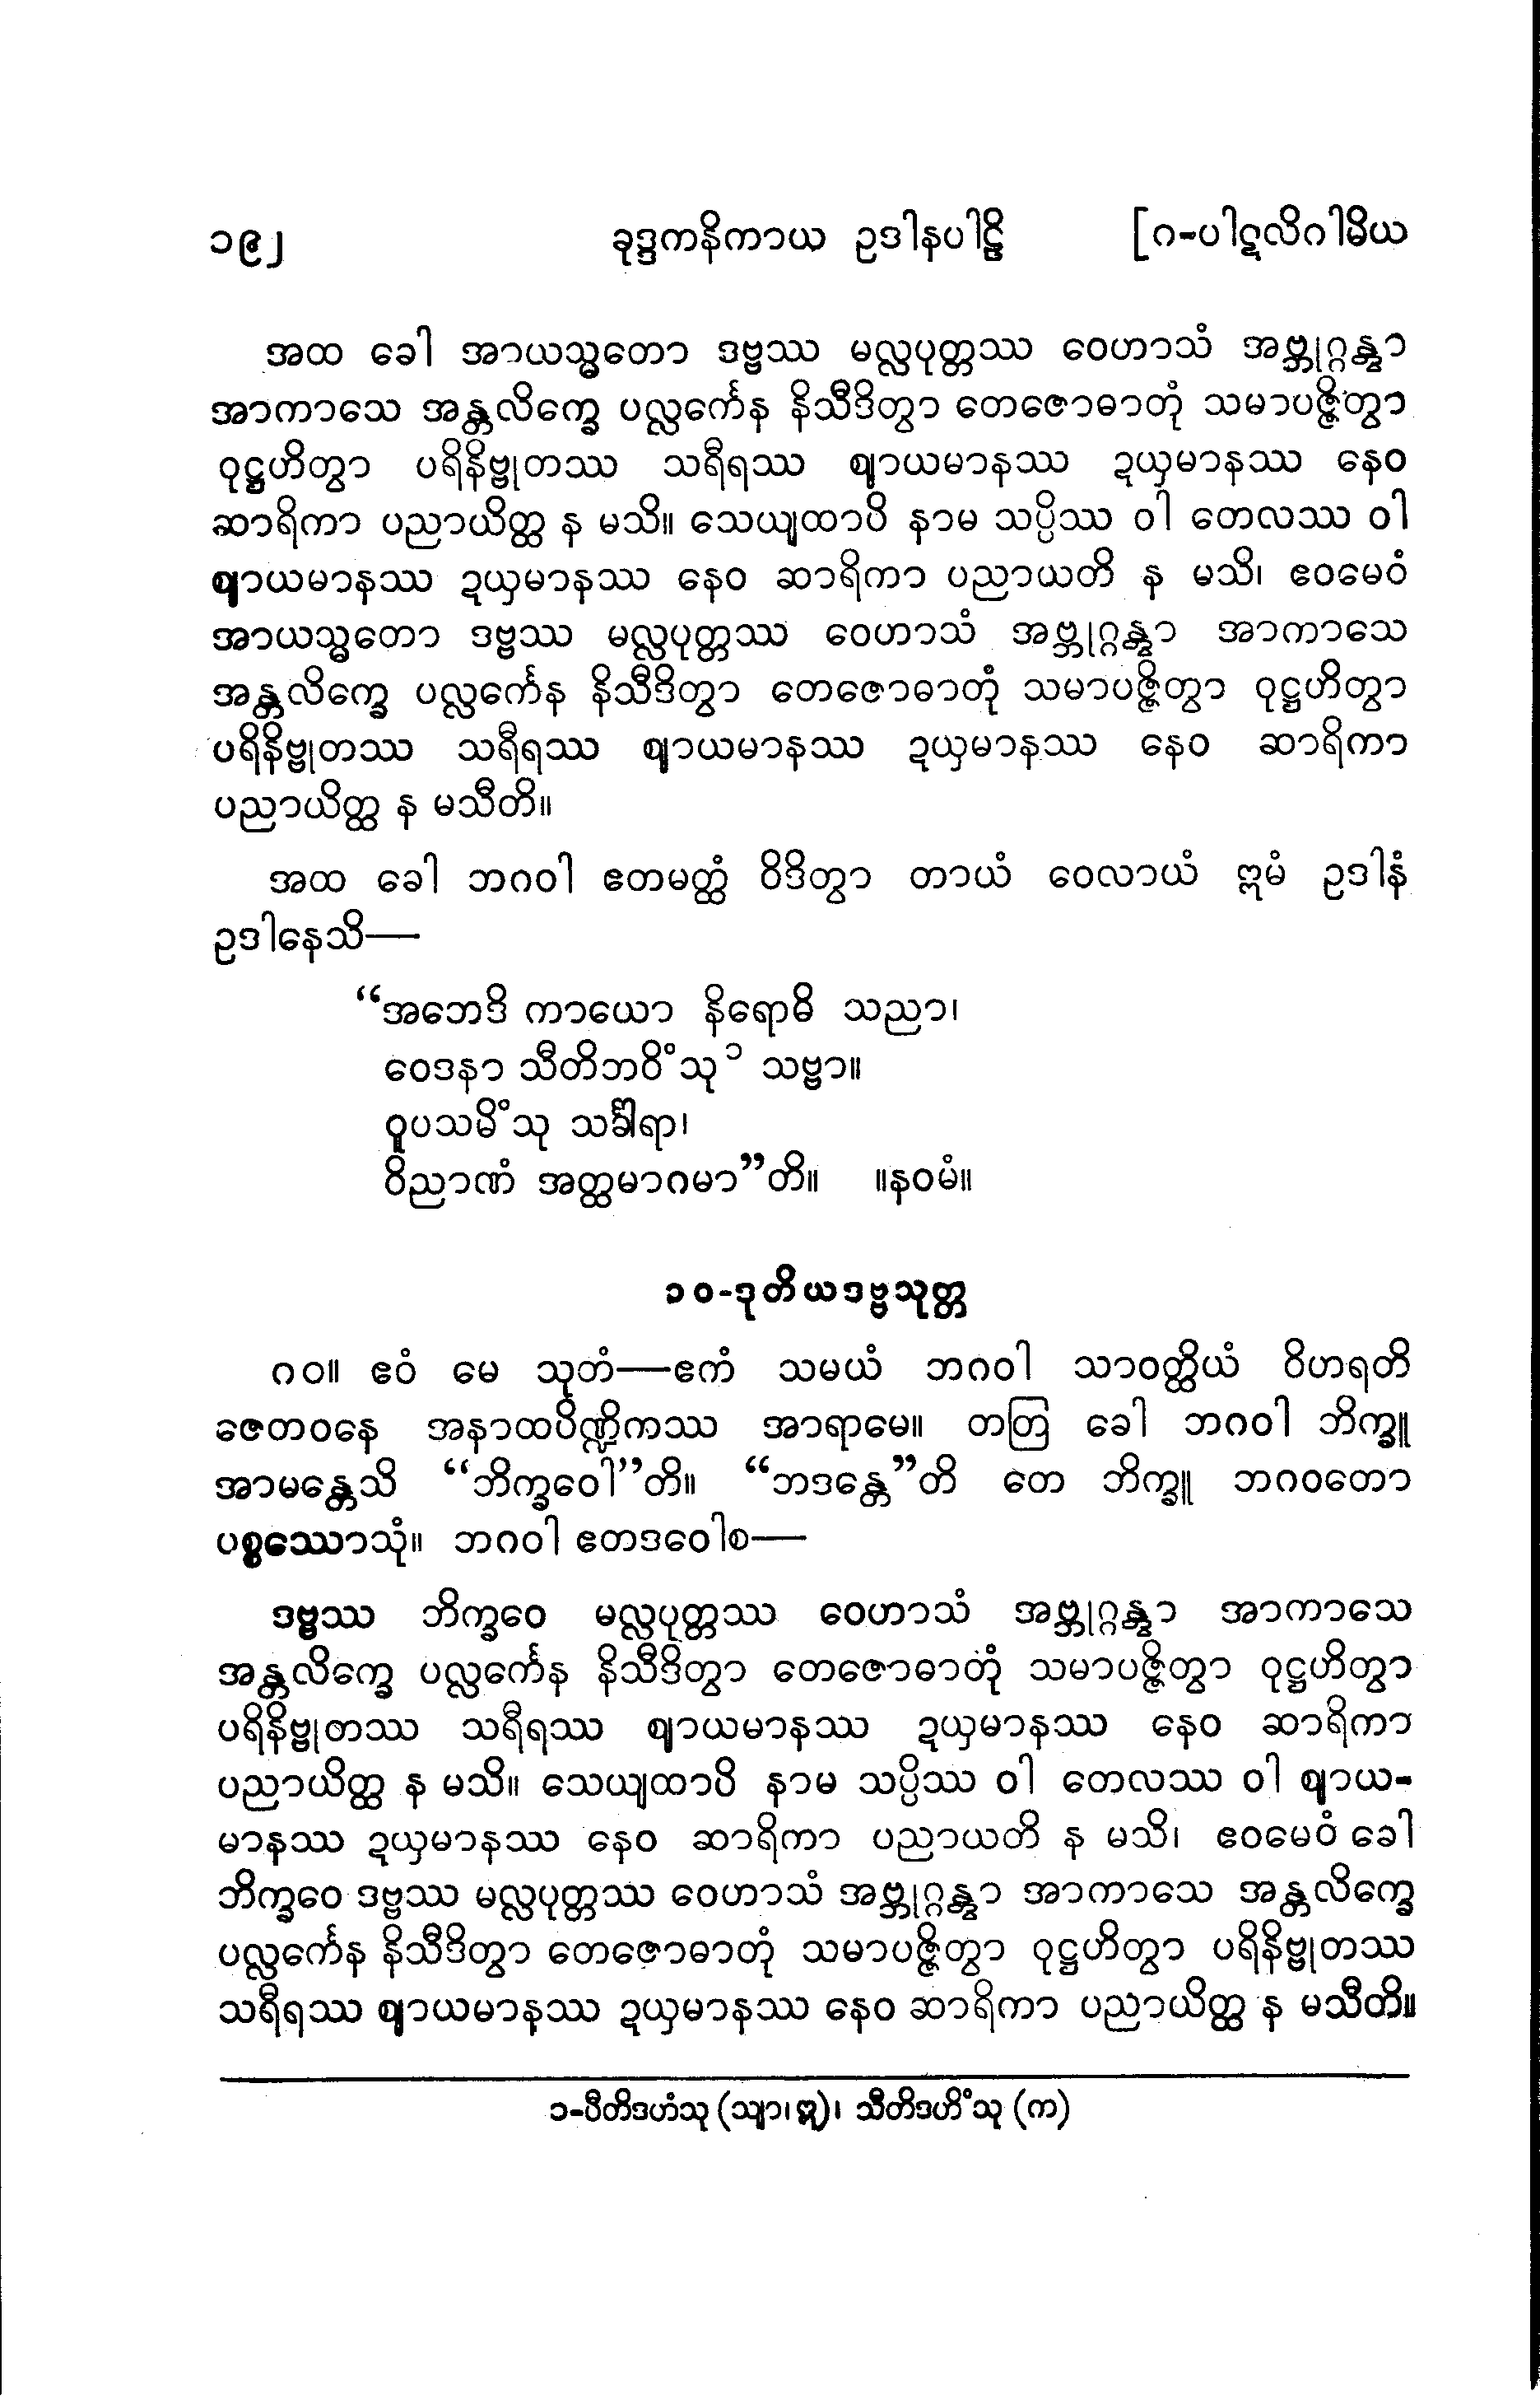 ၁၉၂ ခုဒ္ဒကနိကာယ ဥဒါနပါဠိ [၈-ပါဋလိဂါမိယ
အထ ခေါ အာယသ္မတော ဒဗ္ဗဿ မလ္လပုတ္တဿ ဝေဟာသံ အဗ္ဘုဂ္ဂန္တွာ
အာကာသေ အန္တလိက္ခေ ပလ္လင်္ကေန နိသီဒိတွာ တေဇောဓာတုံ သမာပဇ္ဇိတွာ
ဝုဋ္ဌဟိတွာ ပရိနိဗ္ဗုတဿ သရီရဿ ဈာယမာနဿ ဍယှမာနဿ နေဝ
ဆာရိကာ ပညာယိတ္ထ န မသိ။ သေယျထာပိ နာမ သပ္ပိဿ ဝါ တေလဿ ဝါ
ဈာယမာနဿ ဍယှမာနဿ နေဝ ဆာရိကာ ပညာယတိ န မသိ၊ ဧဝမေဝံ
အာယသ္မတော ဒဗ္ဗဿ မလ္လပုတ္တဿ ဝေဟာသံ အဗ္ဘုဂ္ဂန္တွာ အာကာသေ
အန္တလိက္ခေ ပလ္လင်္ကေန နိသီဒိတွာ တေဇောဓာတုံ သမာပဇ္ဇိတွာ ဝုဋ္ဌဟိတွာ
ပရိနိဗ္ဗုတဿ သရီရဿ ဈာယမာနဿ ဍယှမာနဿ နေဝ ဆာရိကာ
ပညာယိတ္ထ န မသီတိ။
အထ ခေါ ဘဂဝါ ဧတမတ္ထံ ဝိဒိတွာ တာယံ ဝေလာယံ ဣမံ ဥဒါနံ
ဥဒါနေသိ—
“အဘေဒိ ကာယော နိရောဓိ သညာ၊
ဝေဒနာ သီတိဘဝိံသု ၁ သဗ္ဗာ။
ဝူပသမိံသု သင်္ခါရာ၊
ဝိညာဏံ အတ္ထမာဂမာ”တိ။ ။နဝမံ။
၁၀-ဒုတိယဒဗ္ဗသုတ္တ
၈၀။ ဧဝံ မေ သုတံ—ဧကံ သမယံ ဘဂဝါ သာဝတ္ထိယံ ဝိဟရတိ
ဇေတဝနေ အနာထပိဏ္ဍိကဿ အာရာမေ။ တတြ ခေါ ဘဂဝါ ဘိက္ခူ
အာမန္တေသိ “ဘိက္ခဝေါ”တိ။ “ဘဒန္တေ”တိ တေ ဘိက္ခူ ဘဂဝတော
ပစ္စဿောသုံ။ ဘဂဝါ ဧတဒဝေါစ—
ဒဗ္ဗဿ ဘိက္ခဝေ မလ္လပုတ္တဿ ဝေဟာသံ အဗ္ဘုဂ္ဂန္တွာ အာကာသေ
အန္တလိက္ခေ ပလ္လင်္ကေန နိသီဒိတွာ တေဇောဓာတုံ သမာပဇ္ဇိတွာ ဝုဋ္ဌဟိတွာ
ပရိနိဗ္ဗုတဿ သရီရဿ ဈာယမာနဿ ဍယှမာနဿ နေဝ ဆာရိကာ
ပညာယိတ္ထ န မသိ။ သေယျထာပိ နာမ သပ္ပိဿ ဝါ တေလဿ ဝါ ဈာယ-
မာနဿ ဍယှမာနဿ နေဝ ဆာရိကာ ပညာယတိ န မသိ၊ ဧဝမေဝံ ခေါ
ဘိက္ခဝေ ဒဗ္ဗဿ မလ္လပုတ္တဿ ဝေဟာသံ အဗ္ဘုဂ္ဂန္တွာ အာကာသေ အန္တလိက္ခေ
ပလ္လင်္ကေန နိသီဒိတွာ တေဇောဓာတုံ သမာပဇ္ဇိတွာ ဝုဋ္ဌဟိတွာ ပရိနိဗ္ဗုတဿ
သရီရဿ ဈာယမာနဿ ဍယှမာနဿ နေဝ ဆာရိကာ ပညာယိတ္ထ န မသီတိ။
၁-ပီတိဒဟံသု (သျာ၊ ဣ)၊ သီတိဒဟိံသု (က)